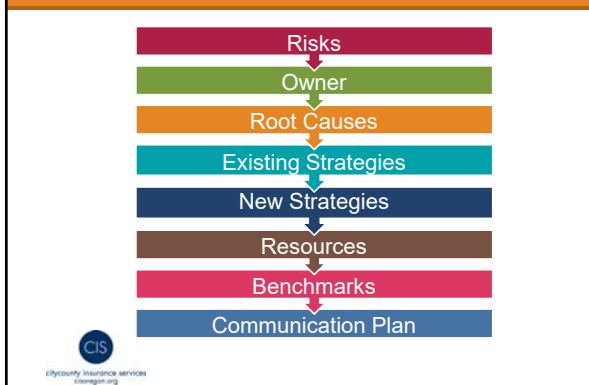 Risks
Owner
Root Causes
Existing Strategies
New Strategies
Resources
Benchmarks
Communication Plan
CIS
citycounty insurance services
cisoregon.org